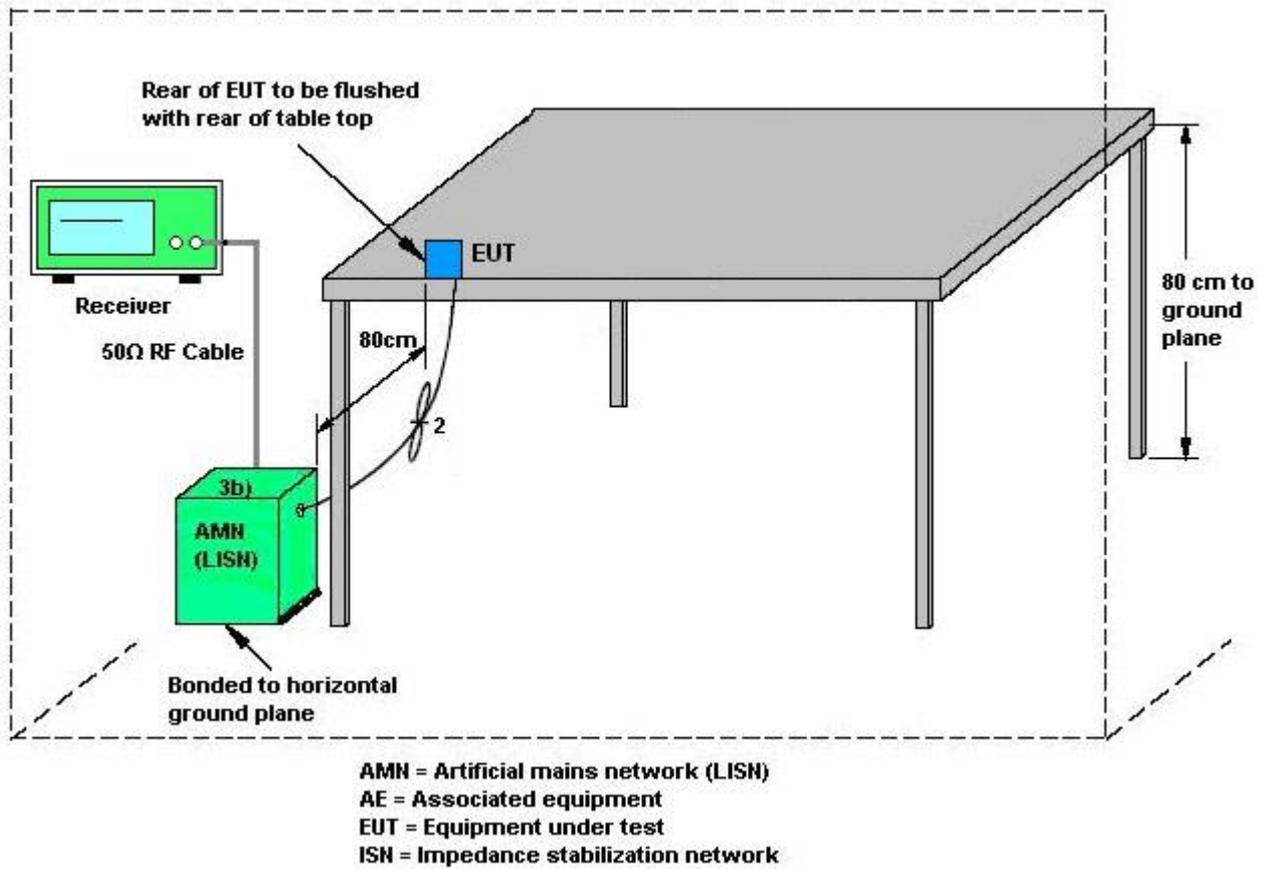 Rear of EUT to be flushed
with rear of table top
EUT
Receiver
50Ω RF Cable
80cm
80 cm to
ground
plane
2
3b)
AMN
(LISN)
Bonded to horizontal
ground plane
AMN = Artificial mains network (LISN)
AE = Associated equipment
EUT = Equipment under test
ISN = Impedance stabilization network